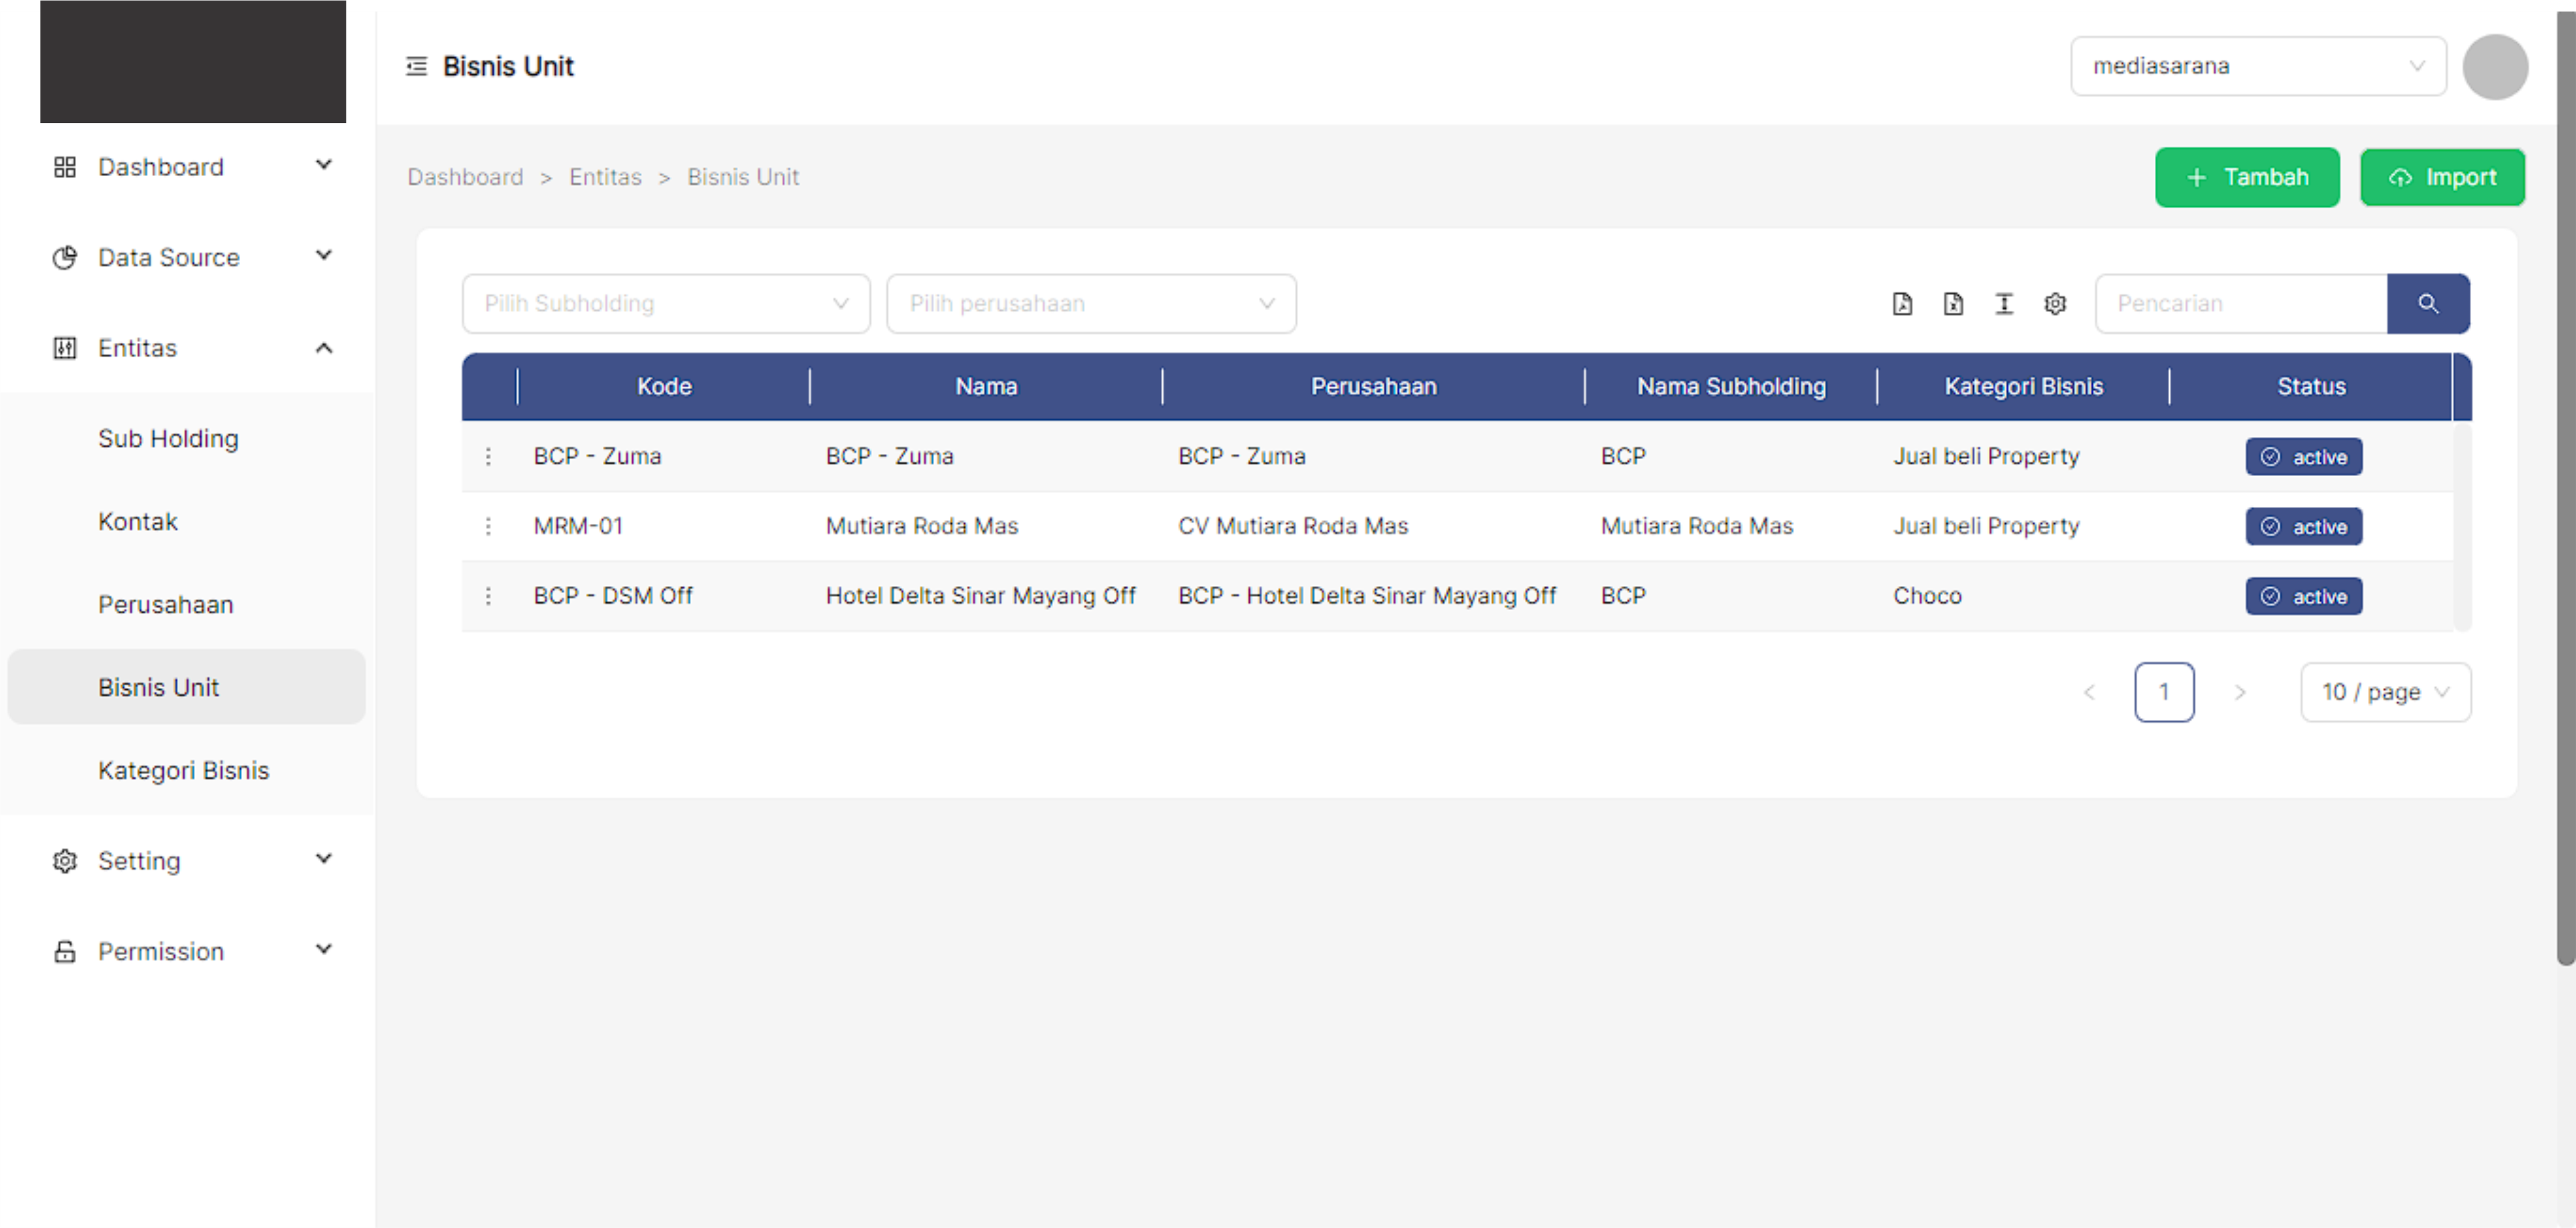 Bisnis Unit
mediasarana
Dashboard
Data Source
Entitas
Sub Holding
Kontak
Perusahaan
Bisnis Unit
Kategori Bisnis
Setting
Permission
Dashboard > Entitas > Bisnis Unit
+ Tambah
Import
Pilih Subholding
Pilih perusahaan
Pencarian
Kode Nama Perusahaan Nama Subholding Kategori Bisnis Status
BCP - Zuma BCP - Zuma BCP - Zuma BCP Jual beli Property active
MRM-01 Mutiara Roda Mas CV Mutiara Roda Mas Mutiara Roda Mas Jual beli Property active
BCP - DSM Off Hotel Delta Sinar Mayang Off BCP - Hotel Delta Sinar Mayang Off BCP Choco active
< 1 > 10 / page